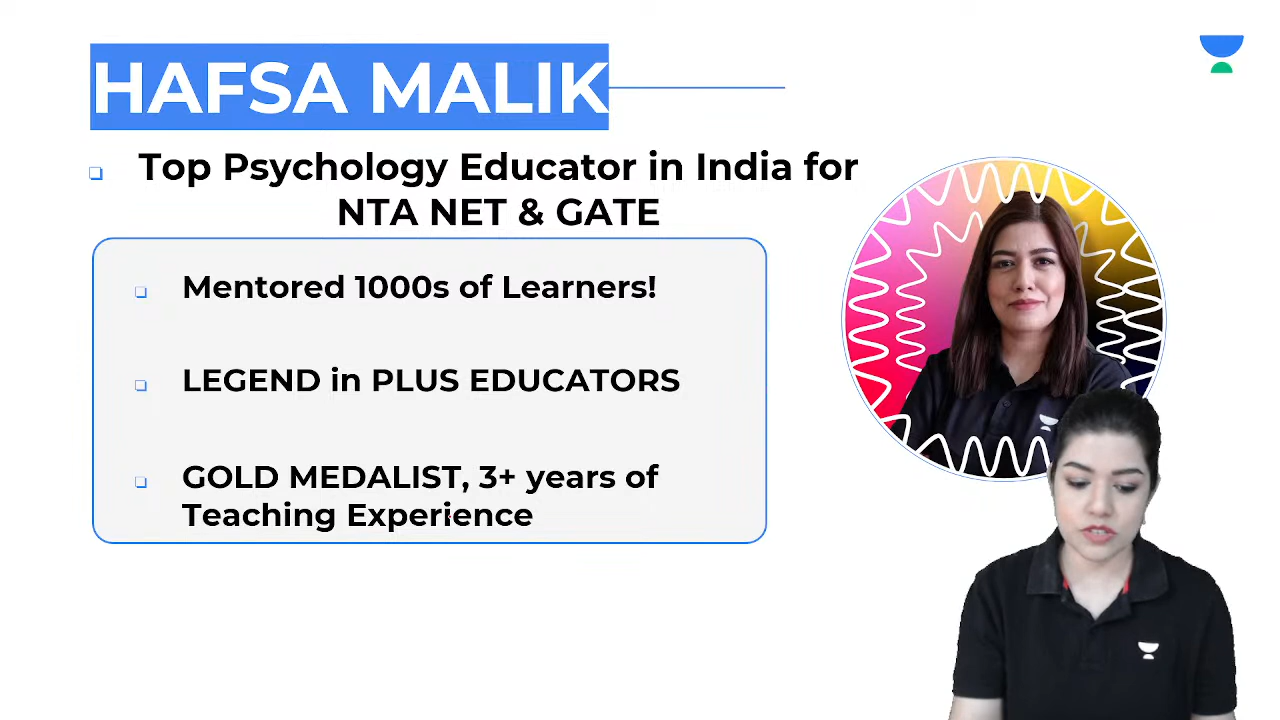 HAFSA MALIK
Top Psychology Educator in India for
NTA NET & GATE
Mentored 1000s of Learners!
LEGEND in PLUS EDUCATORS
GOLD MEDALIST, 3+ years of
Teaching Experience